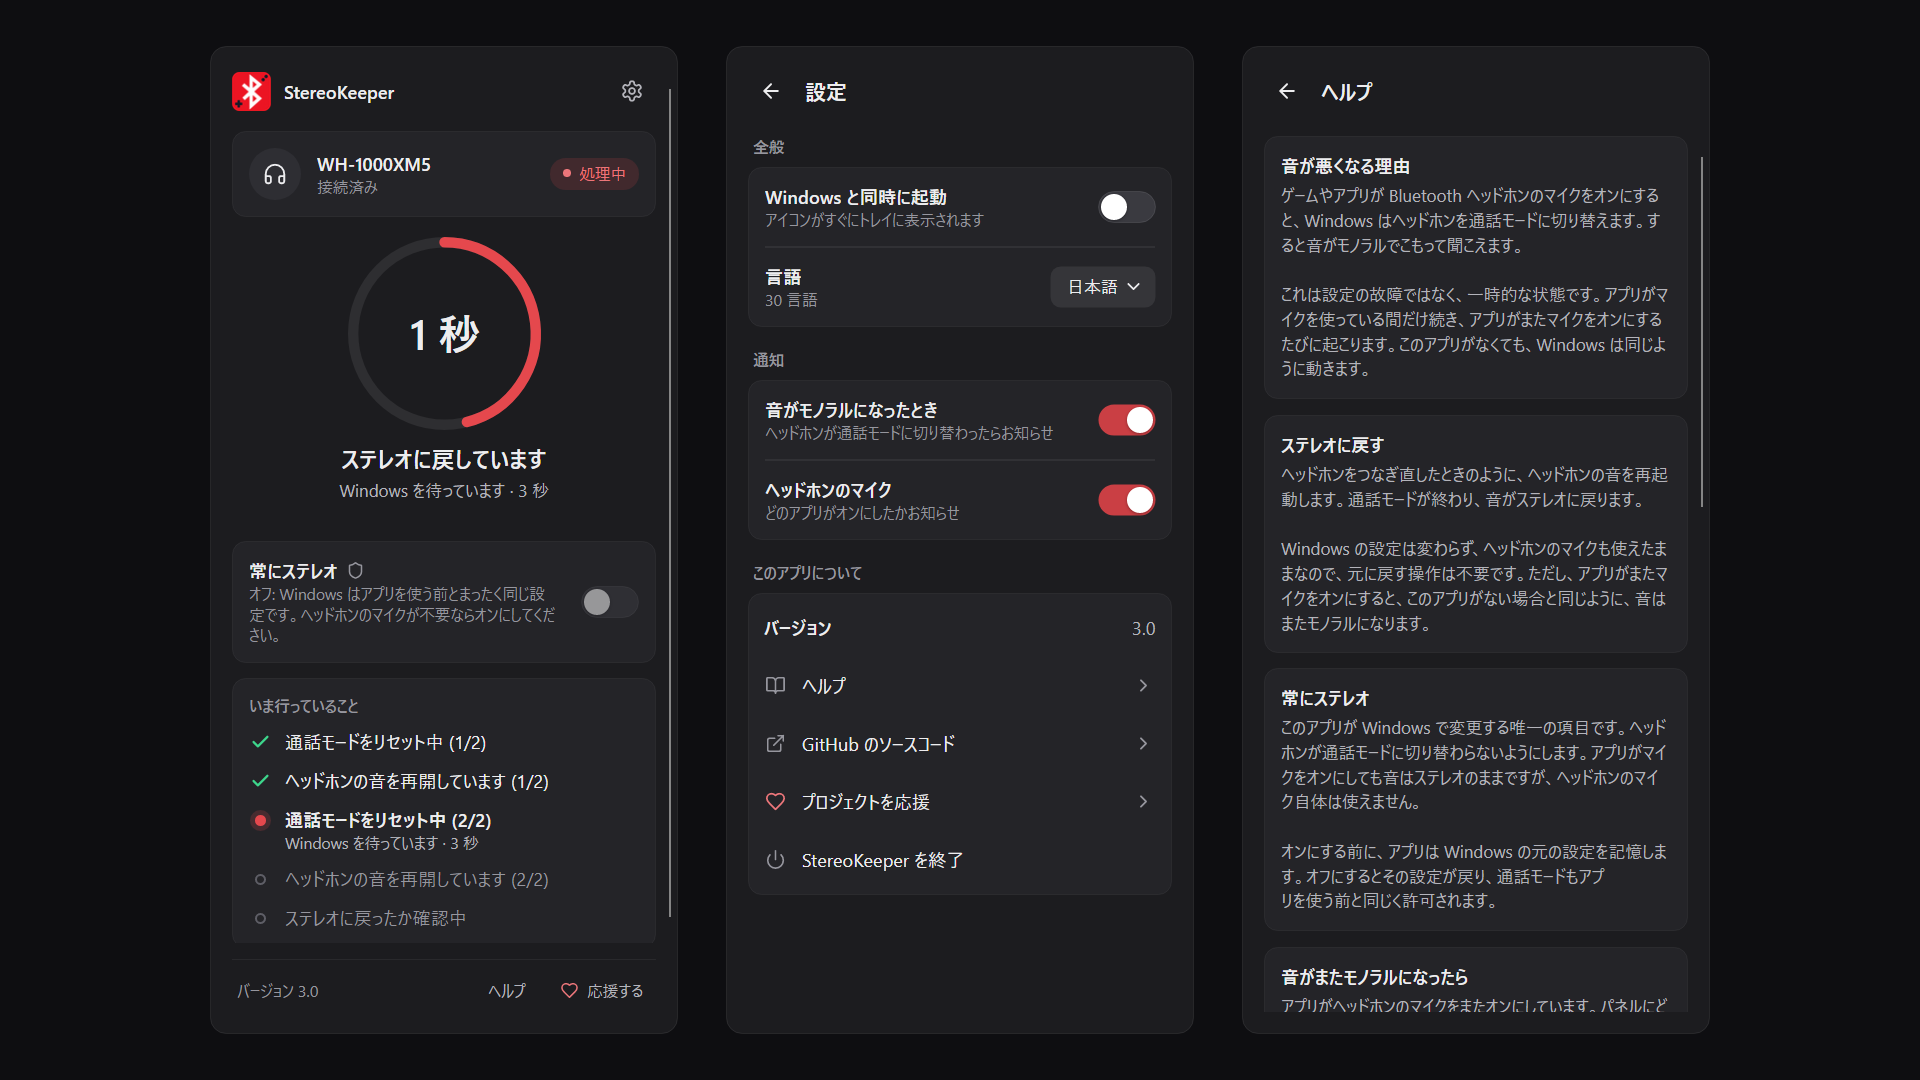 StereoKeeper
WH-1000XM5
接続済み
処理中
1 秒
ステレオに戻しています
Windows を待っています · 3 秒
常にステレオ
オフ: Windows はアプリを使う前とまったく同じ設
定です。ヘッドホンのマイクが不要ならオンにしてくだ
さい。
いま行っていること
通話モードをリセット中 (1/2)
ヘッドホンの音を再開しています (1/2)
通話モードをリセット中 (2/2)
Windows を待っています · 3 秒
ヘッドホンの音を再開しています (2/2)
ステレオに戻ったか確認中
バージョン 3.0
ヘルプ
応援する
設定
全般
Windows と同時に起動
アイコンがすぐにトレイに表示されます
言語
30 言語
日本語
通知
音がモノラルになったとき
ヘッドホンが通話モードに切り替わったらお知らせ
ヘッドホンのマイク
どのアプリがオンにしたかお知らせ
このアプリについて
バージョン
3.0
ヘルプ
GitHub のソースコード
プロジェクトを応援
StereoKeeper を終了
ヘルプ
音が悪くなる理由
ゲームやアプリが Bluetooth ヘッドホンのマイクをオンにする
と、Windows はヘッドホンを通話モードに切り替えます。す
ると音がモノラルでこもって聞こえます。
これは設定の故障ではなく、一時的な状態です。アプリがマ
イクを使っている間だけ続き、アプリがまたマイクをオンにする
たびに起こります。このアプリがなくても、Windows は同じよ
うに動きます。
ステレオに戻す
ヘッドホンをつなぎ直したときのように、ヘッドホンの音を再起
動します。通話モードが終わり、音がステレオに戻ります。
Windows の設定は変わらず、ヘッドホンのマイクも使えたま
まなので、元に戻す操作は不要です。ただし、アプリがまたマ
イクをオンにすると、このアプリがない場合と同じように、音は
またモノラルになります。
常にステレオ
このアプリが Windows で変更する唯一の項目です。ヘッド
ホンが通話モードに切り替わらないようにします。アプリがマイ
クをオンにしても音はステレオのままですが、ヘッドホンのマイ
ク自体は使えません。
オンにする前に、アプリは Windows の元の設定を記憶しま
す。オフにするとその設定が戻り、通話モードもアプ
リを使う前と同じく許可されます。
音がまたモノラルになったら
アプリがヘッドホンのマイクをまたオンにしています。パネルにど